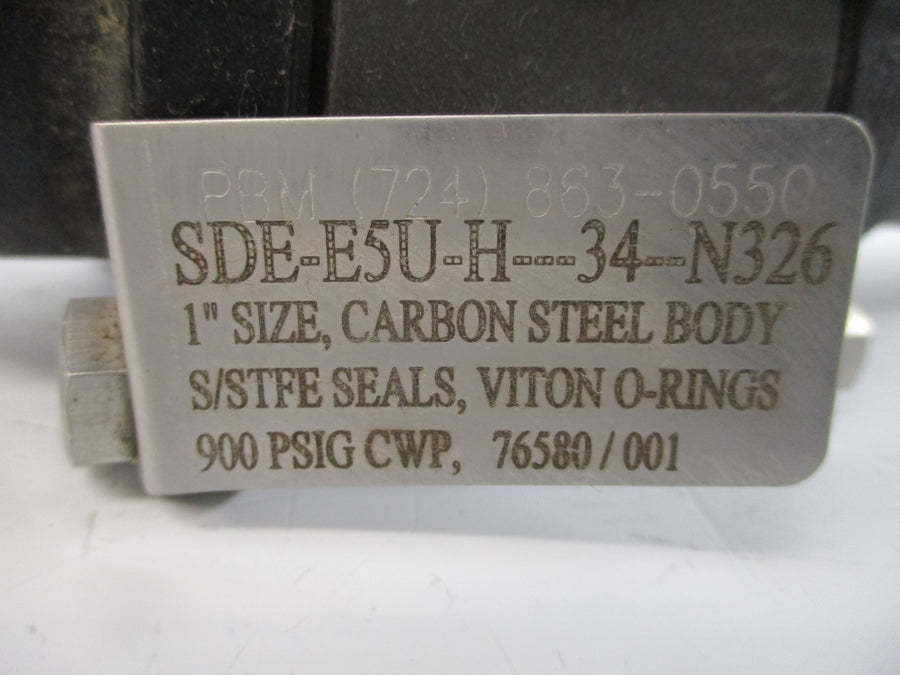 PBM (724) 863-0550
SDE-E5U-H---34--N326
1" SIZE, CARBON STEEL BODY
S/STFE SEALS, VITON O-RINGS
900 PSIG CWP, 76580 / 001